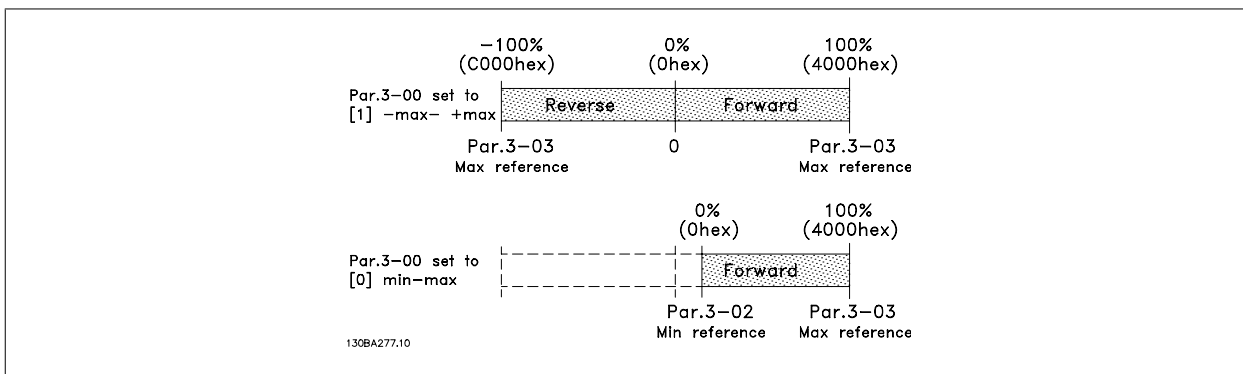 -100% 0% 100%
(C000hex) (0hex) (4000hex)
Par.3-00 set to
[1] -max- +max
Reverse Forward
Par.3-03 0 Par.3-03
Max reference Max reference
0% 100%
(0hex) (4000hex)
Par.3-00 set to
[0] min-max
Forward
Par.3-02 Par.3-03
Min reference Max reference
130BA277.10